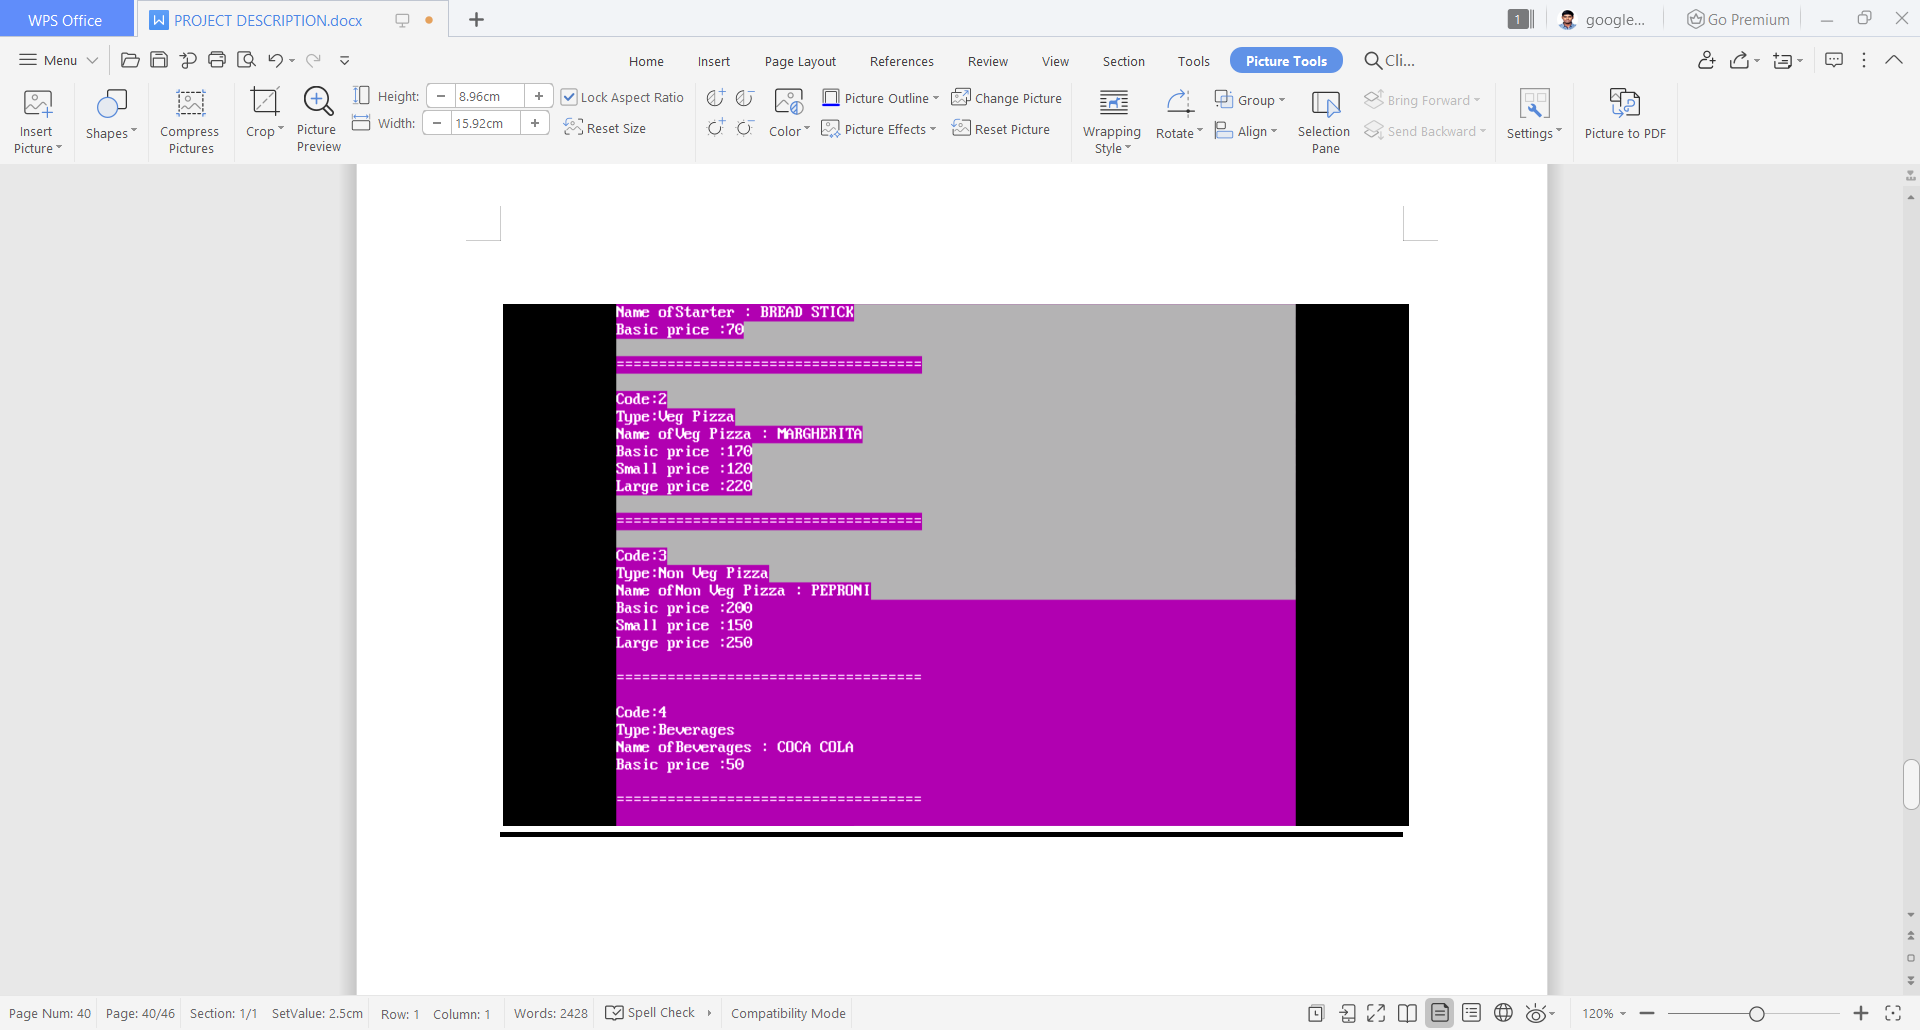 WPS Office
PROJECT DESCRIPTION.docx
1
google...
Go Premium
Menu
Home
Insert
Page Layout
References
Review
View
Section
Tools
Picture Tools
Cli...
Insert Picture
Shapes
Compress Pictures
Crop
Picture Preview
Height: 8.96cm
Width: 15.92cm
Lock Aspect Ratio
Reset Size
Color
Picture Outline
Picture Effects
Change Picture
Reset Picture
Wrapping Style
Rotate
Group
Align
Selection Pane
Bring Forward
Send Backward
Settings
Picture to PDF
Name ofStarter : BREAD STICK
Basic price :70
====================================
Code:2
Type:Veg Pizza
Name ofVeg Pizza : MARGHERITA
Basic price :170
Small price :120
Large price :220
====================================
Code:3
Type:Non Veg Pizza
Name ofNon Veg Pizza : PEPRONI
Basic price :200
Small price :150
Large price :250
====================================
Code:4
Type:Beverages
Name ofBeverages : COCA COLA
Basic price :50
====================================
Page Num: 40
Page: 40/46
Section: 1/1
SetValue: 2.5cm
Row: 1
Column: 1
Words: 2428
Spell Check
Compatibility Mode
120%